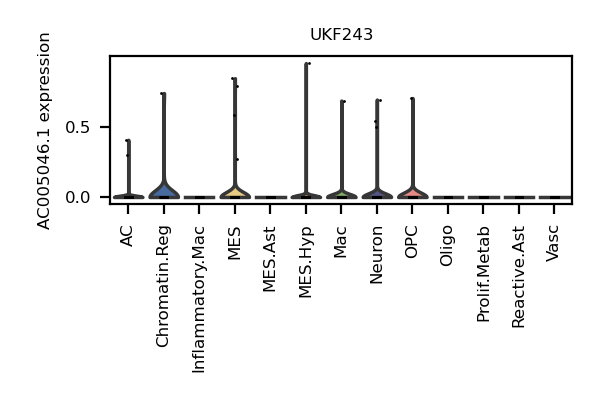 UKF243
AC005046.1 expression
0.5
0.0
AC
Chromatin.Reg
Inflammatory.Mac
MES
MES.Ast
MES.Hyp
Mac
Neuron
OPC
Oligo
Prolif.Metab
Reactive.Ast
Vasc